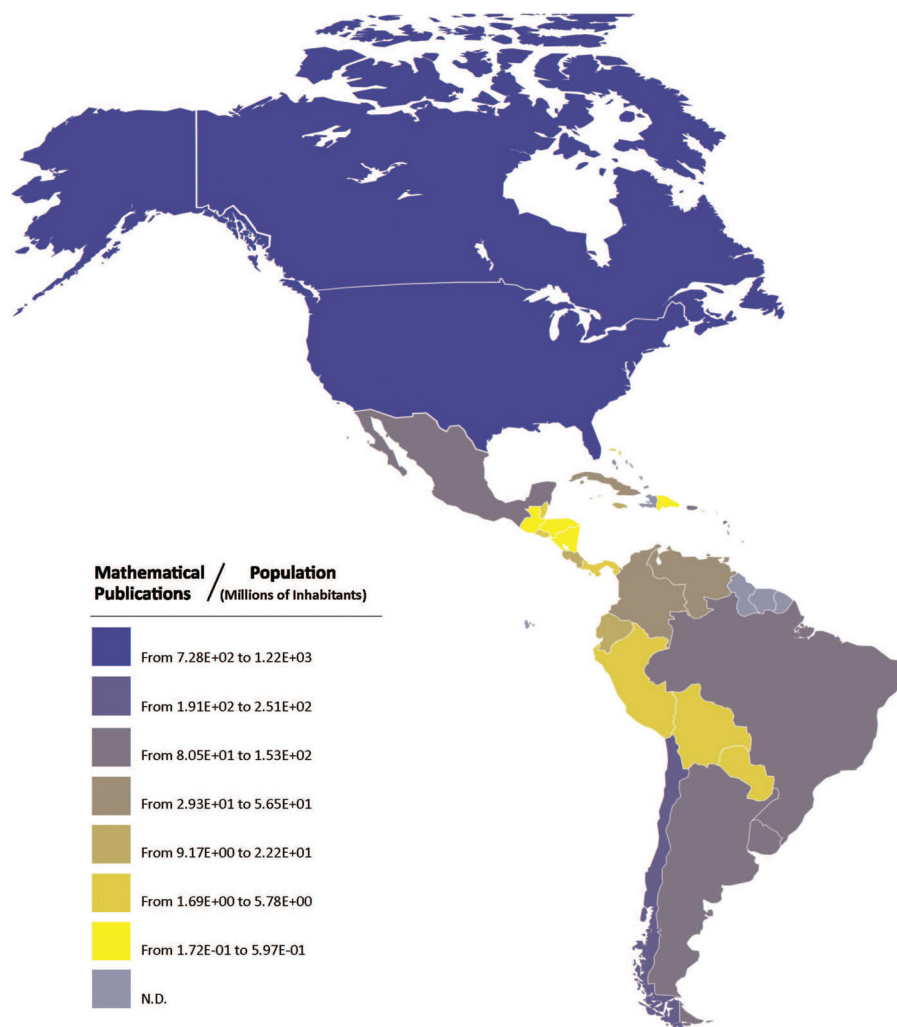 Mathematical / Population
Publications (Millions of Inhabitants)
From 7.28E+02 to 1.22E+03
From 1.91E+02 to 2.51E+02
From 8.05E+01 to 1.53E+02
From 2.93E+01 to 5.65E+01
From 9.17E+00 to 2.22E+01
From 1.69E+00 to 5.78E+00
From 1.72E-01 to 5.97E-01
N.D.